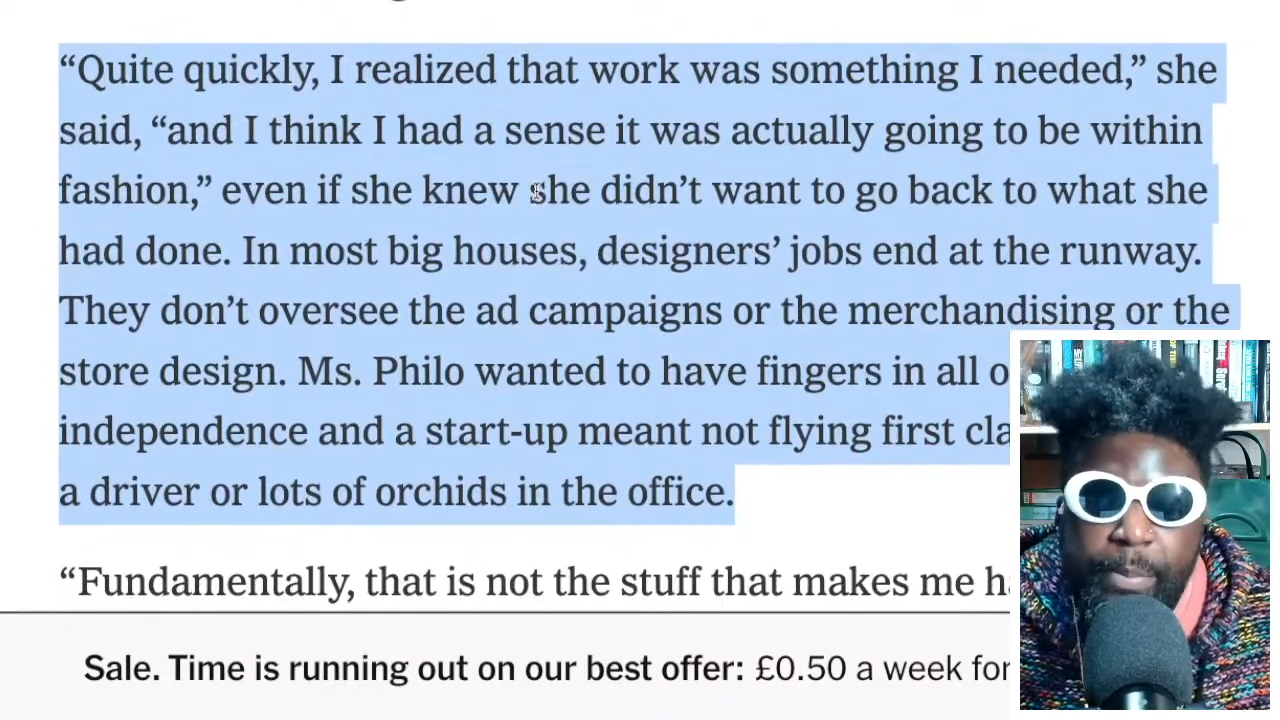 “Quite quickly, I realized that work was something I needed,” she
said, “and I think I had a sense it was actually going to be within
fashion,” even if she knew she didn’t want to go back to what she
had done. In most big houses, designers’ jobs end at the runway.
They don’t oversee the ad campaigns or the merchandising or the
store design. Ms. Philo wanted to have fingers in all
independence and a start-up meant not flying first
a driver or lots of orchids in the office.
“Fundamentally, that is not the stuff that makes me
Sale. Time is running out on our best offer: £0.50 a week for